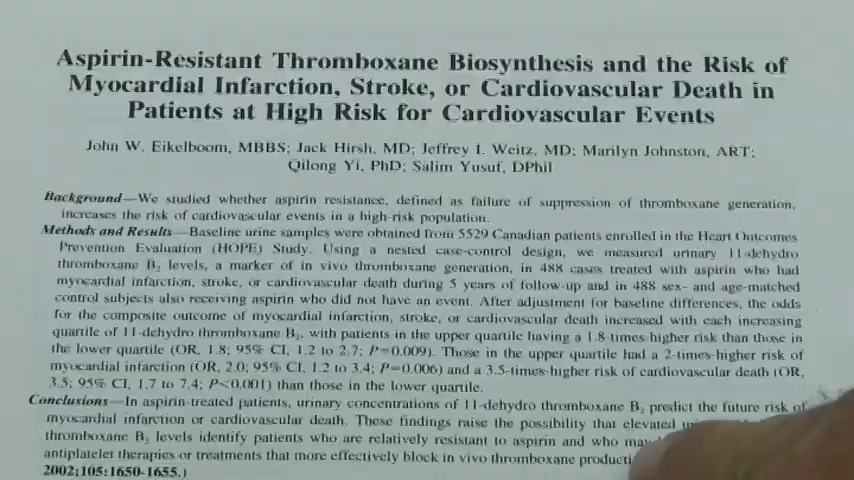 Aspirin-Resistant Thromboxane Biosynthesis and the Risk of
Myocardial Infarction, Stroke, or Cardiovascular Death in
Patients at High Risk for Cardiovascular Events
John W. Eikelboom, MBBS; Jack Hirsh, MD; Jeffrey I. Weitz, MD; Marilyn Johnston, ART;
Qilong Yi, PhD; Salim Yusuf, DPhil
Background—We studied whether aspirin resistance, defined as failure of suppression of thromboxane generation,
increases the risk of cardiovascular events in a high-risk population.
Methods and Results—Baseline urine samples were obtained from 5529 Canadian patients enrolled in the Heart Outcomes
Prevention Evaluation (HOPE) Study. Using a nested case-control design, we measured urinary 11-dehydro
thromboxane B₂ levels, a marker of in vivo thromboxane generation, in 488 cases treated with aspirin who had
myocardial infarction, stroke, or cardiovascular death during 5 years of follow-up and in 488 sex- and age-matched
control subjects also receiving aspirin who did not have an event. After adjustment for baseline differences, the odds
for the composite outcome of myocardial infarction, stroke, or cardiovascular death increased with each increasing
quartile of 11-dehydro thromboxane B₂, with patients in the upper quartile having a 1.8-times-higher risk than those in
the lower quartile (OR, 1.8; 95% CI, 1.2 to 2.7; P=0.009). Those in the upper quartile had a 2-times-higher risk of
myocardial infarction (OR, 2.0; 95% CI, 1.2 to 3.4; P=0.006) and a 3.5-times-higher risk of cardiovascular death (OR,
3.5; 95% CI, 1.7 to 7.4; P<0.001) than those in the lower quartile.
Conclusions—In aspirin-treated patients, urinary concentrations of 11-dehydro thromboxane B₂ predict the future risk of
myocardial infarction or cardiovascular death. These findings raise the possibility that elevated
thromboxane B₂ levels identify patients who are relatively resistant to aspirin and who may
antiplatelet therapies or treatments that more effectively block in vivo thromboxane
2002;105:1650-1655.)